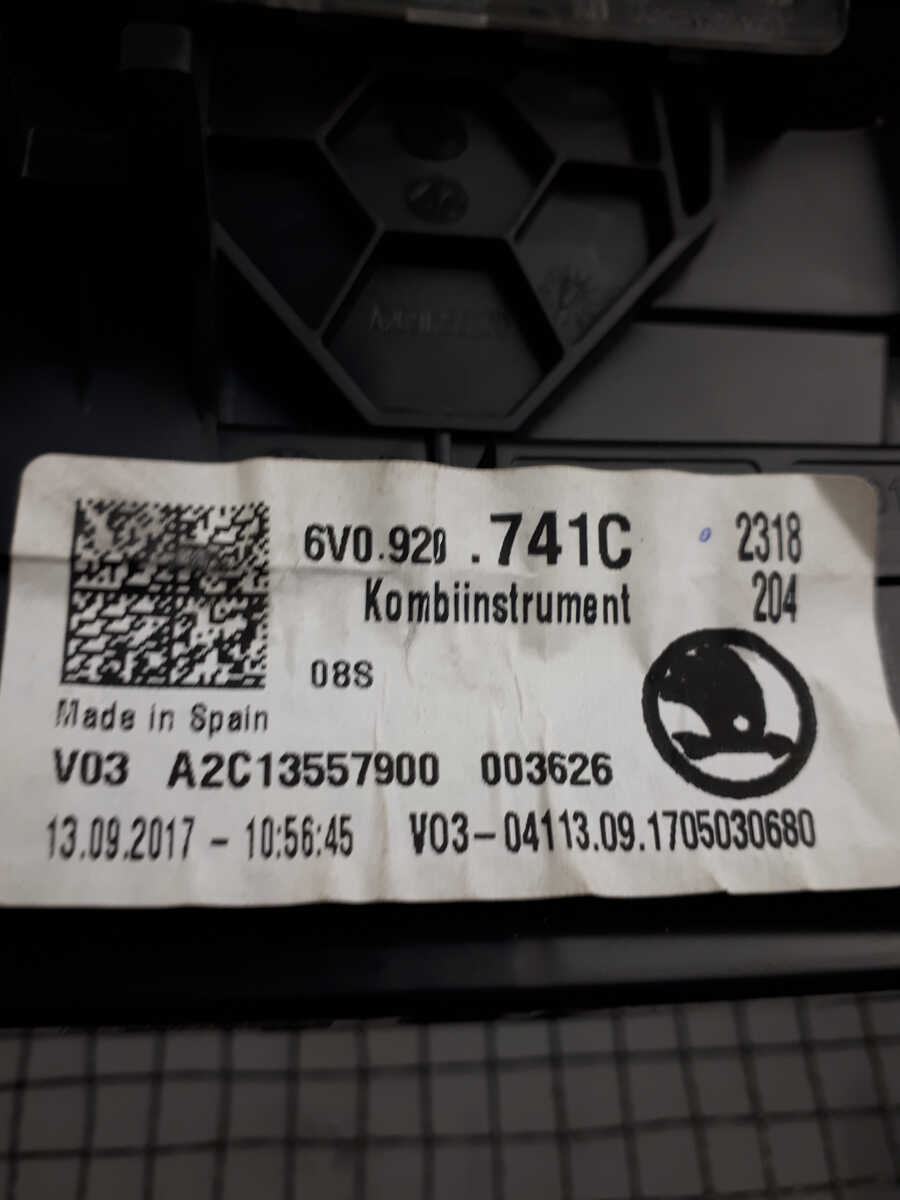 6V0.920 .741C 2318
Kombiinstrument 204
08S
Made in Spain
V03 A2C13557900 003626
13.09.2017 - 10:56:45 V03-04113.09.1705030680